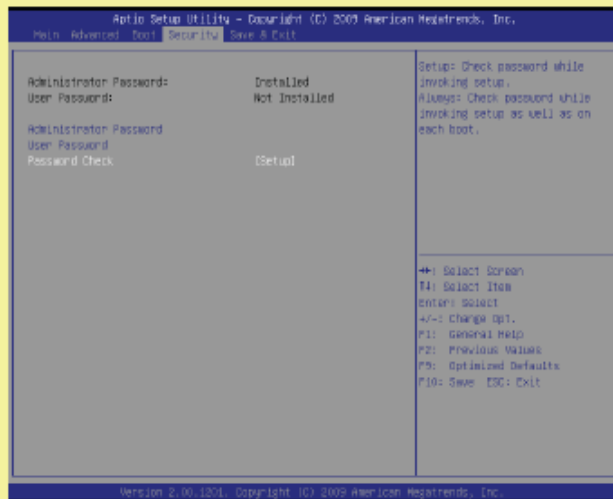 Aptio Setup Utility - Copyright (C) 2009 American Megatrends, Inc.
Main Advanced Boot Security Save & Exit
Administrator Password: Installed
User Password: Not Installed
Administrator Password
User Password
Password Check [Setup]
Setup: Check password while
invoking setup.
Always: Check password while
invoking setup as well as on
each boot.
→←: Select Screen
↑↓: Select Item
Enter: Select
+/-: Change Opt.
F1: General Help
F2: Previous Values
F9: Optimized Defaults
F10: Save ESC: Exit
Version 2.00.1201. Copyright (C) 2009 American Megatrends, Inc.